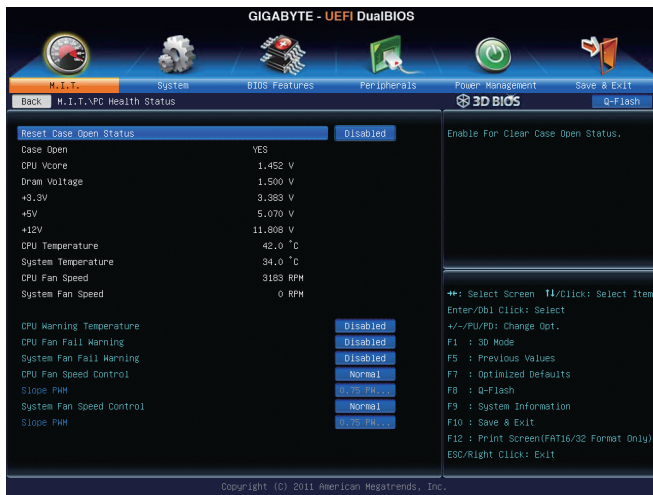 GIGABYTE - UEFI DualBIOS
M.I.T. System BIOS Features Peripherals Power Management Save & Exit
Back M.I.T.\PC Health Status 3D BIOS Q-Flash
Reset Case Open Status Disabled
Case Open YES
CPU Vcore 1.452 V
Dram Voltage 1.500 V
+3.3V 3.383 V
+5V 5.070 V
+12V 11.808 V
CPU Temperature 42.0 °C
System Temperature 34.0 °C
CPU Fan Speed 3183 RPM
System Fan Speed 0 RPM
CPU Warning Temperature Disabled
CPU Fan Fail Warning Disabled
System Fan Fail Warning Disabled
CPU Fan Speed Control Normal
Slope PWM 0.75 PW...
System Fan Speed Control Normal
Slope PWM 0.75 PW...
Enable For Clear Case Open Status.
→←: Select Screen ↑↓/Click: Select Item
Enter/Dbl Click: Select
+/-/PU/PD: Change Opt.
F1 : 3D Mode
F5 : Previous Values
F7 : Optimized Defaults
F8 : Q-Flash
F9 : System Information
F10 : Save & Exit
F12 : Print Screen(FAT16/32 Format Only)
ESC/Right Click: Exit
Copyright (C) 2011 American Megatrends, Inc.